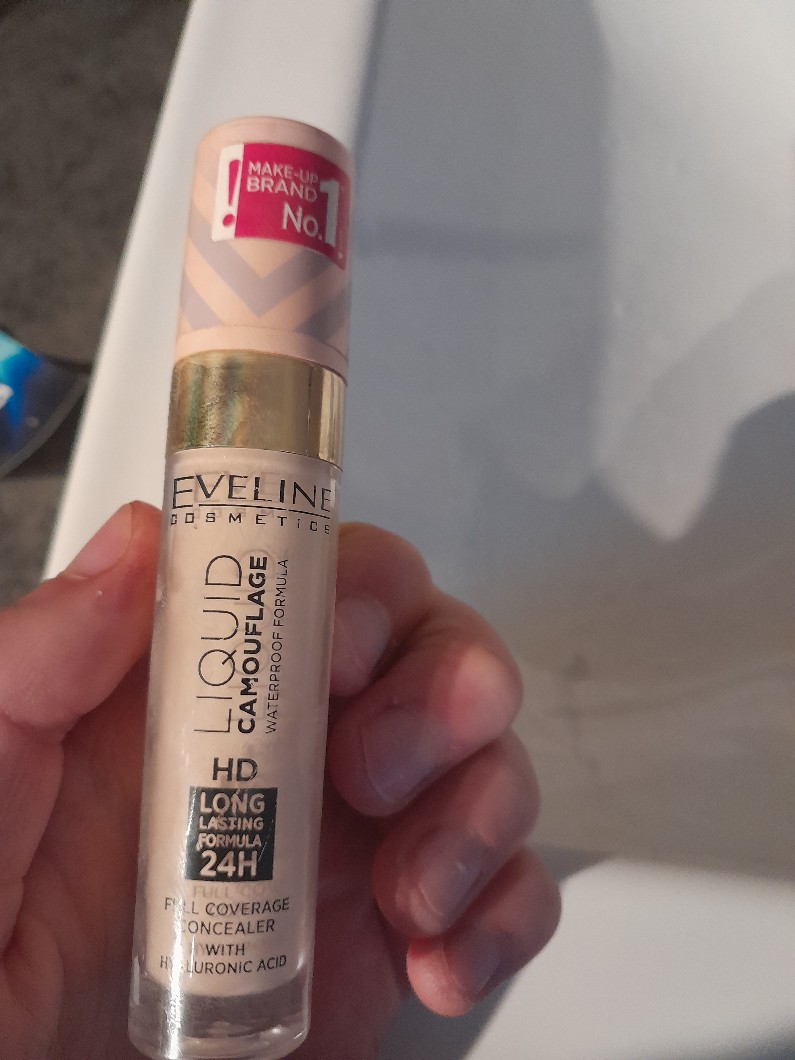 !
MAKE-UP
BRAND
No.1
EVELINE
COSMETICS
LIQUID
CAMOUFLAGE
WATERPROOF FORMULA
HD
LONG
LASTING
FORMULA
24H
FULL COVERAGE
CONCEALER
WITH
HYALURONIC ACID